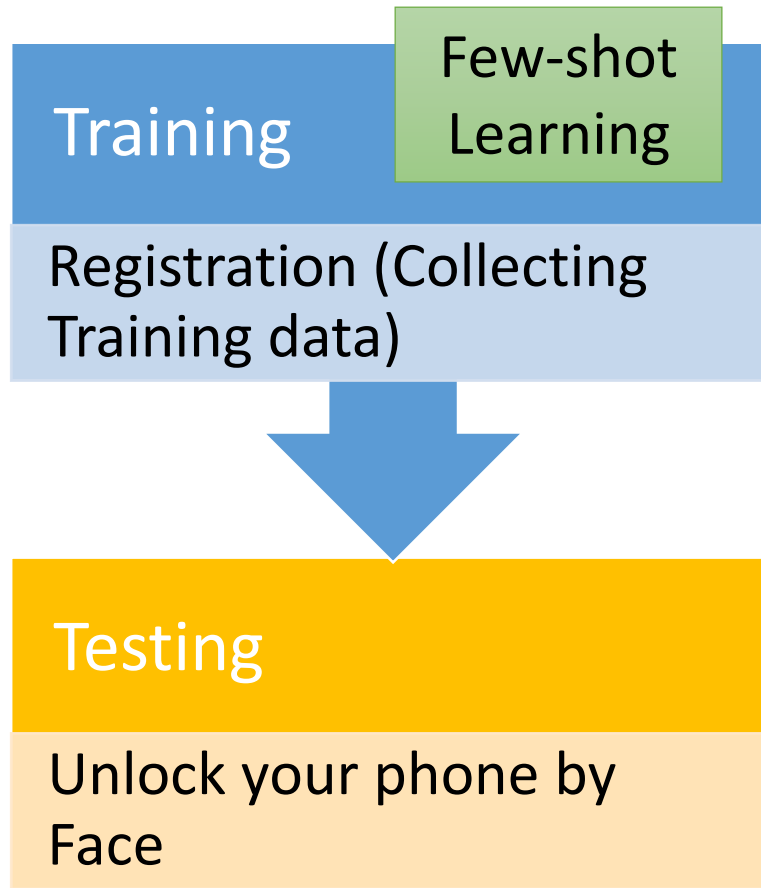 Few-shot
Learning
Training
Registration (Collecting
Training data)
Testing
Unlock your phone by
Face